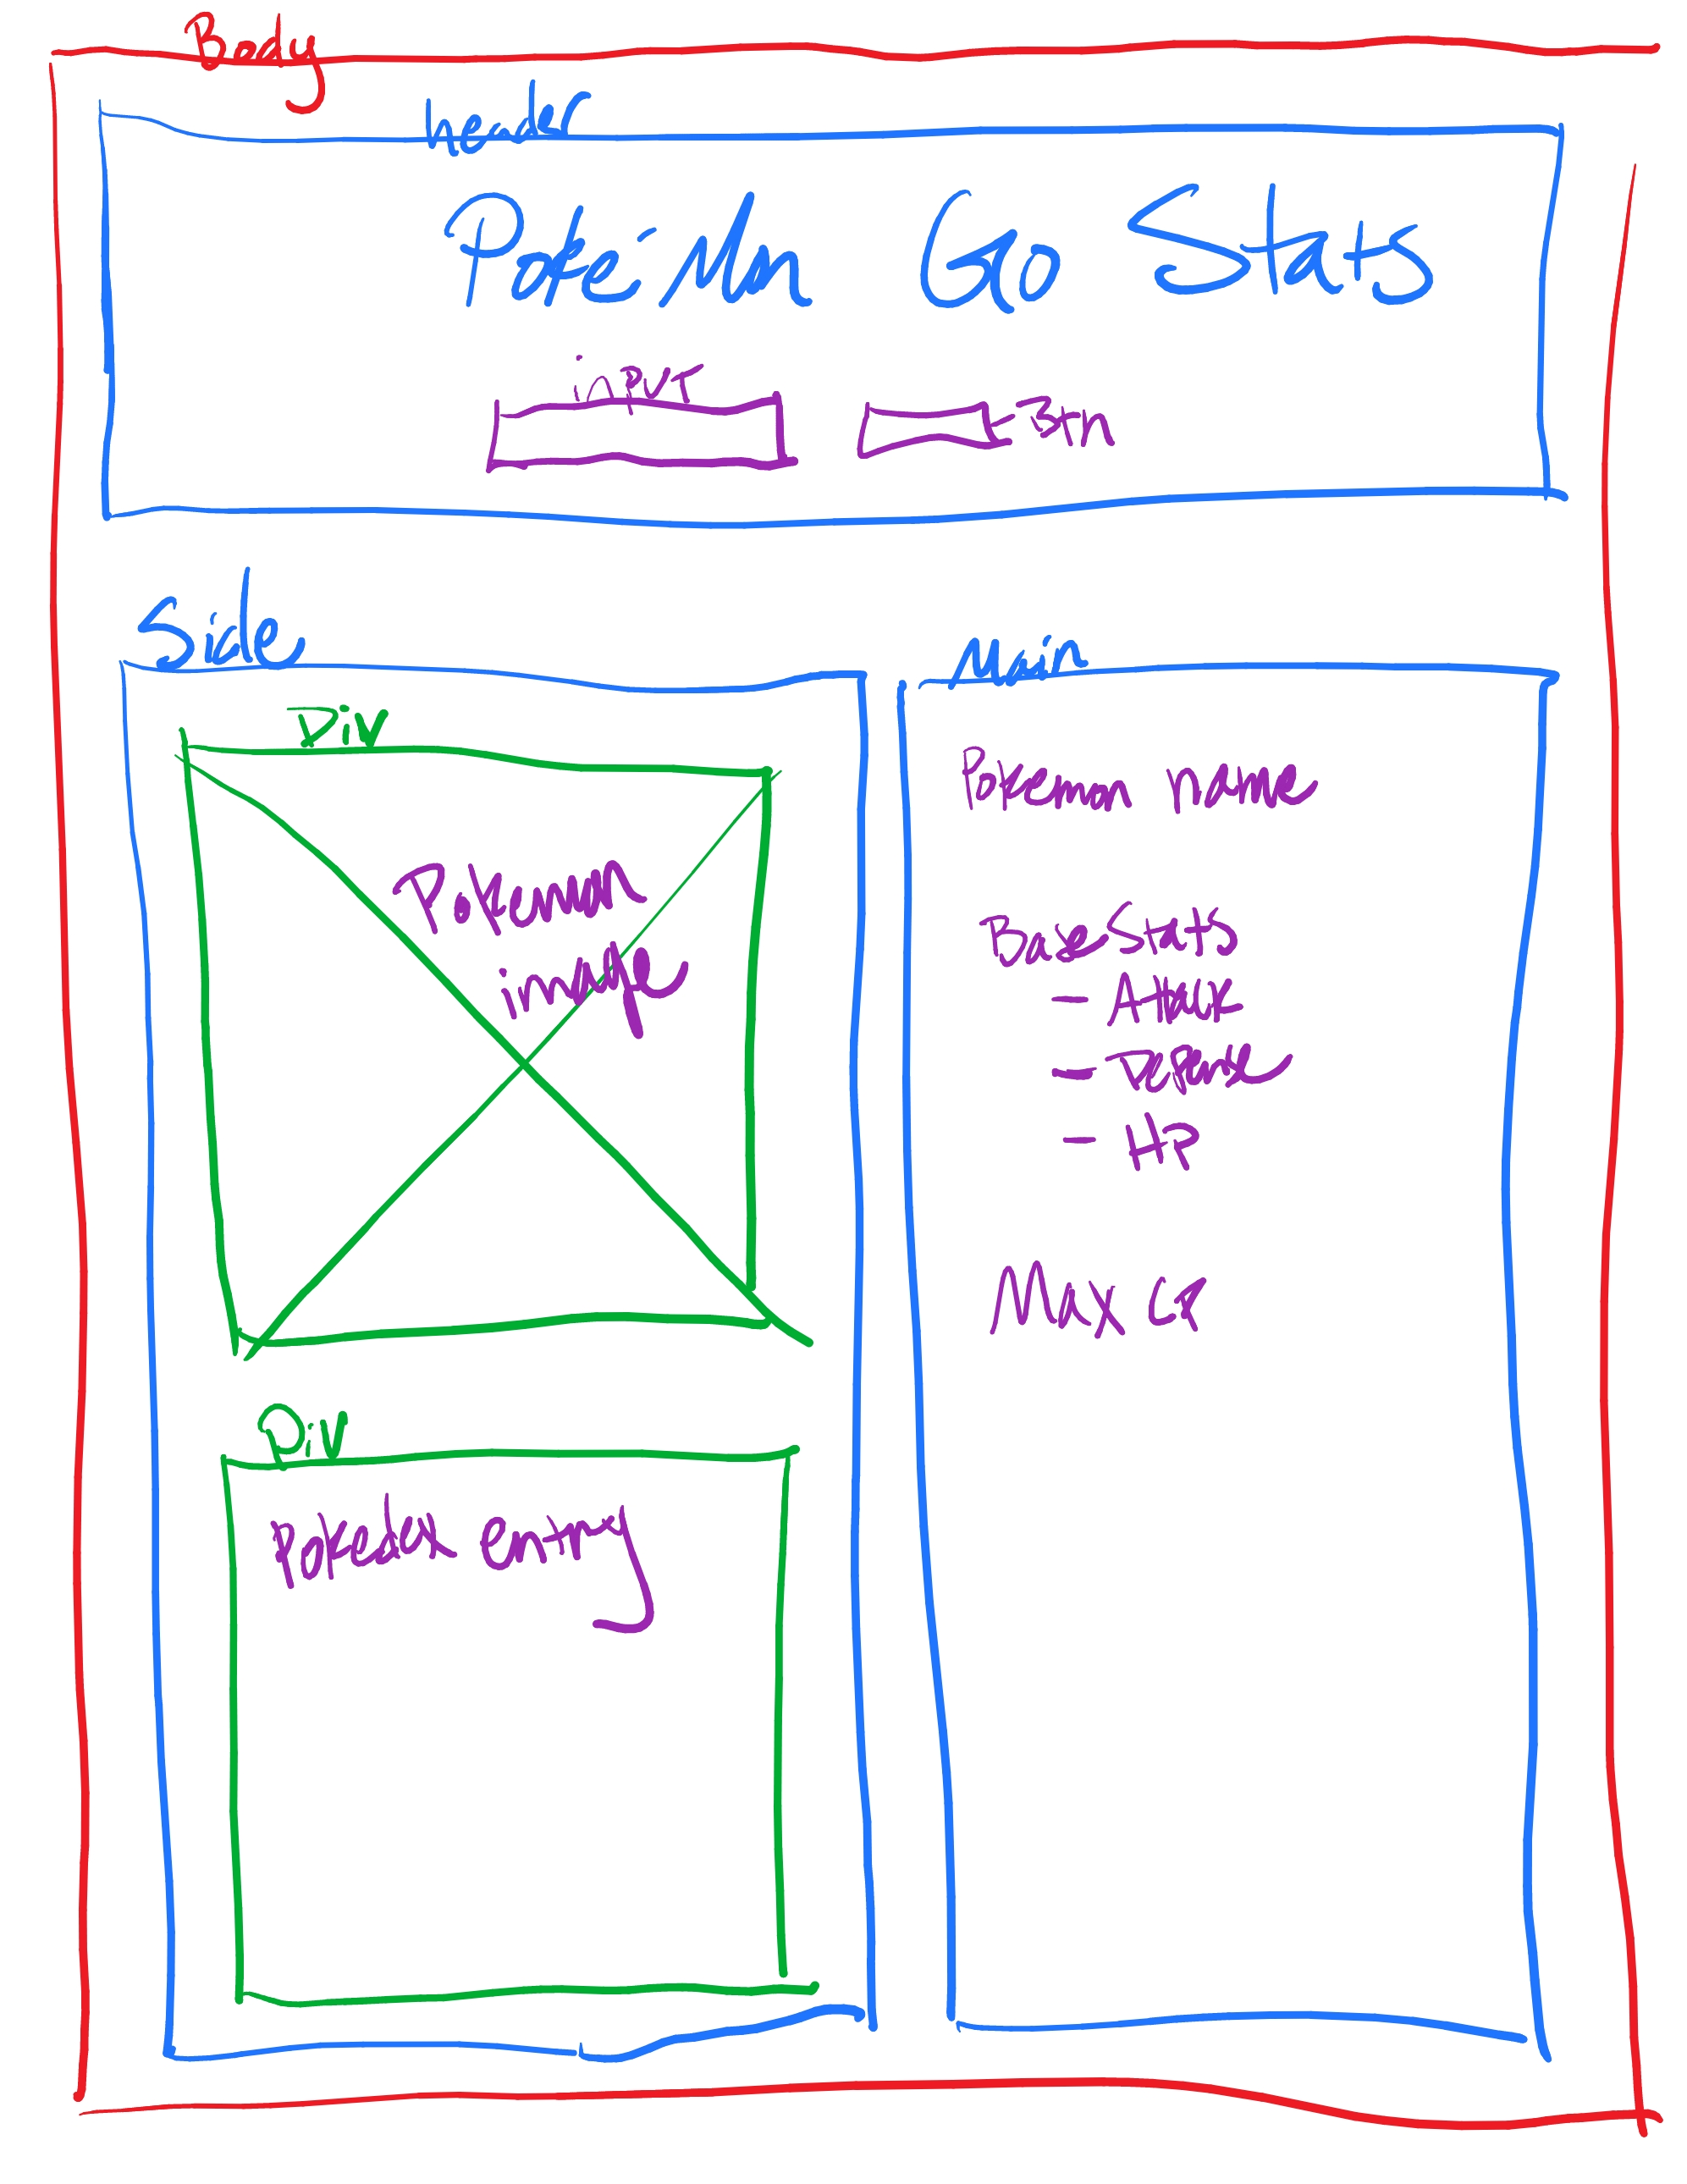 Body
header
PokéMon Go Stats
input
Btn
Side
Main
Div
Pokemon name
Pokemon
image
Base Stats
- Attack
- Defense
- HP
Max CP
Div
Pokedex entry